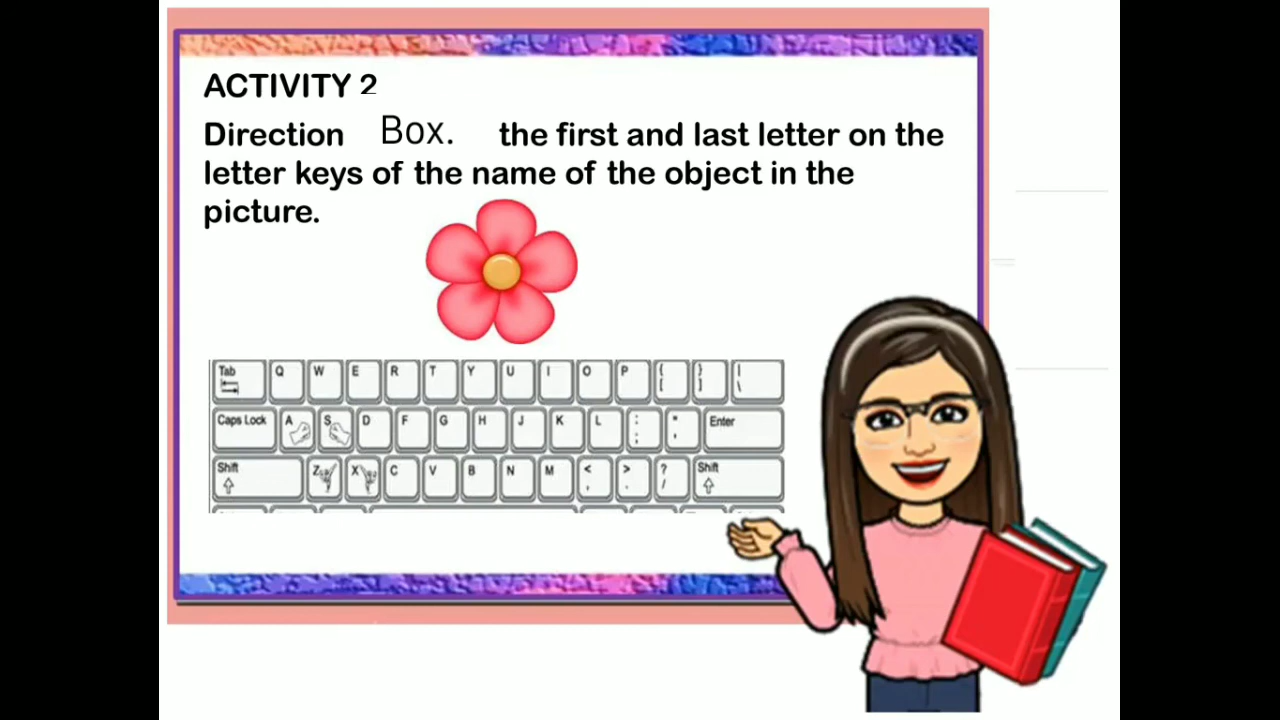 ACTIVITY 2
Direction Box. the first and last letter on the
letter keys of the name of the object in the
picture.
Tab Q W E R T Y U I O P { [ } ] | \
Caps Lock A S D F G H J K L : ; " ' Enter
Shift Z X C V B N M < , > . ? / Shift